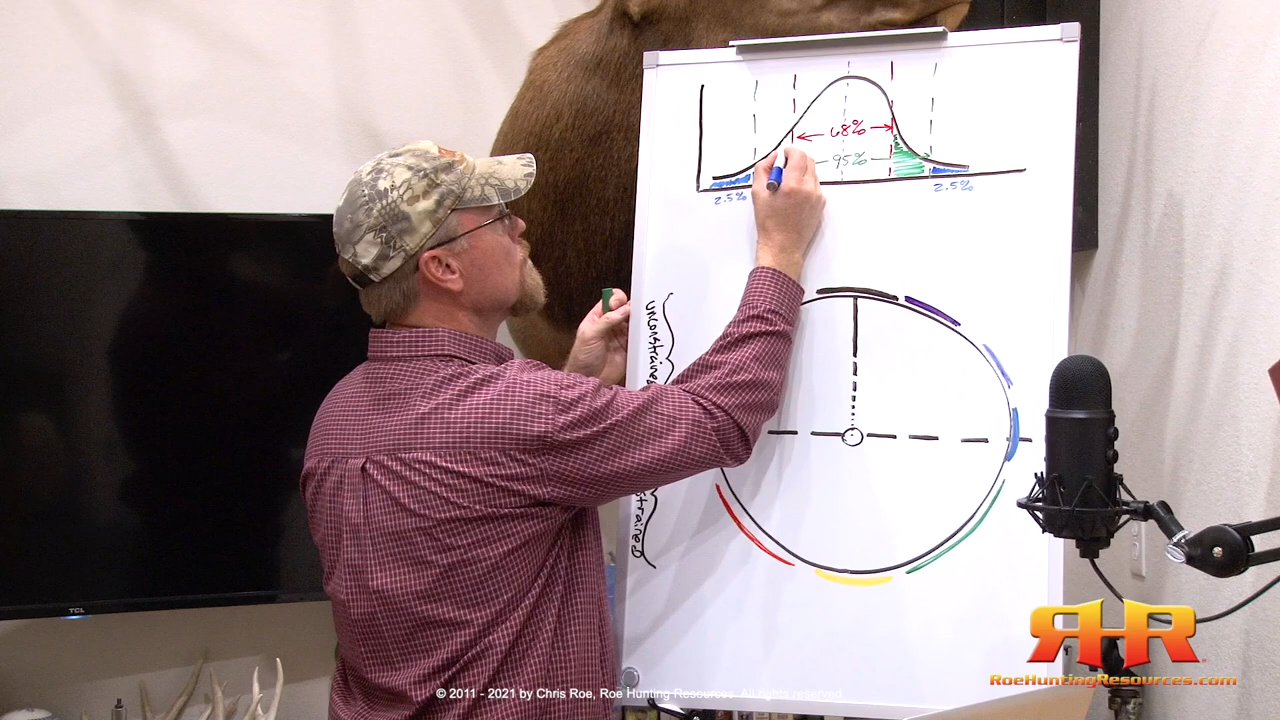 68%
95%
2.5%
2.5%
unconstrained
TCL
RHR
RoeHuntingResources.com
© 2011 - 2021 by Chris Roe, Roe Hunting Resources. All rights reserved.